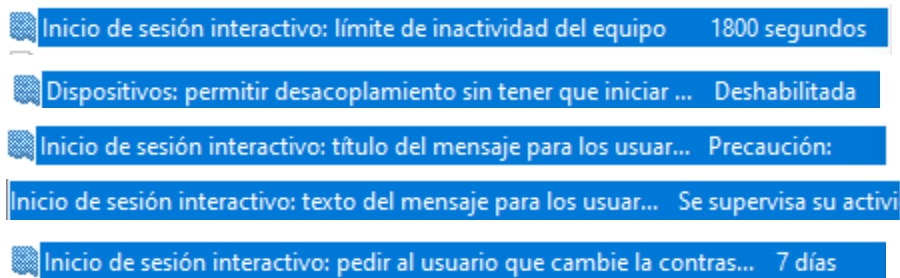 Inicio de sesión interactivo: límite de inactividad del equipo 1800 segundos
Dispositivos: permitir desacoplamiento sin tener que iniciar ... Deshabilitada
Inicio de sesión interactivo: título del mensaje para los usuar... Precaución:
Inicio de sesión interactivo: texto del mensaje para los usuar... Se supervisa su activi
Inicio de sesión interactivo: pedir al usuario que cambie la contras... 7 días